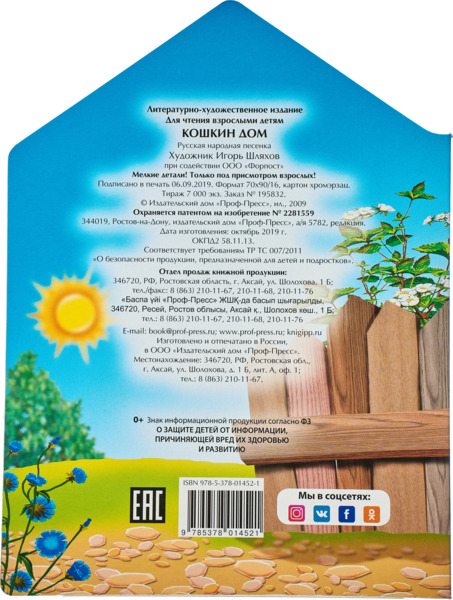 Литературно-художественное издание
Для чтения взрослыми детям
КОШКИН ДОМ
Русская народная песенка
Художник Игорь Шляхов
при содействии ООО «Форпост»
Мелкие детали! Только под присмотром взрослых!
Подписано в печать 06.09.2019. Формат 70х90/16, картон хромэрзац.
Тираж 7 000 экз. Заказ № 195832.
© Издательский дом «Проф-Пресс», ил., 2009
Охраняется патентом на изобретение № 2281559
344019, Ростов-на-Дону, издательский дом «Проф-Пресс», а/я 5782, редакция.
Дата изготовления: октябрь 2019 г.
ОКПД2 58.11.13.
Соответствует требованиям ТР ТС 007/2011
«О безопасности продукции, предназначенной для детей и подростков».
Отдел продаж книжной продукции:
346720, РФ, Ростовская область, г. Аксай, ул. Шолохова, 1 Б;
тел./факс: 8 (863) 210-11-67, 210-11-68, 210-11-76
«Баспа үйі «Проф-Пресс» ЖШҚ-да басып шығарылды,
346720, Ресей, Ростов облысы, Аксай қ., Шолохов көш., 1 Б;
тел.: 8 (863) 210-11-67, 210-11-68, 210-11-76
E-mail: book@prof-press.ru; www.prof-press.ru; knigipp.ru
Изготовлено и отпечатано в России,
в ООО «Издательский дом «Проф-Пресс».
Местонахождение: 346720, РФ, Ростовская обл.,
г. Аксай, ул. Шолохова, д. 1 Б, лит. А, оф. 1;
тел.: 8 (863) 210-11-67.
0+ Знак информационной продукции согласно ФЗ
О ЗАЩИТЕ ДЕТЕЙ ОТ ИНФОРМАЦИИ,
ПРИЧИНЯЮЩЕЙ ВРЕД ИХ ЗДОРОВЬЮ
И РАЗВИТИЮ
ISBN 978-5-378-01452-1
9 785378 014521
EAC
Мы в соцсетях: